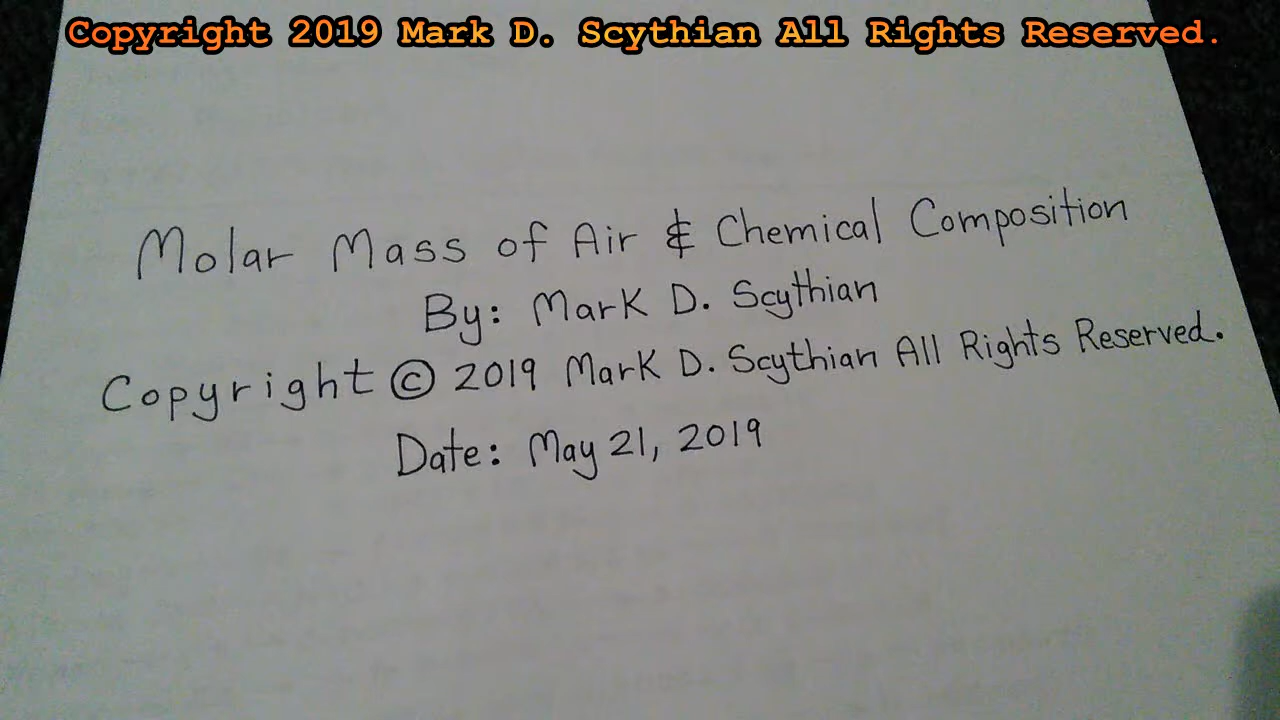 Copyright 2019 Mark D. Scythian All Rights Reserved.
Molar Mass of Air & Chemical Composition
By: Mark D. Scythian
Copyright © 2019 Mark D. Scythian All Rights Reserved.
Date: May 21, 2019